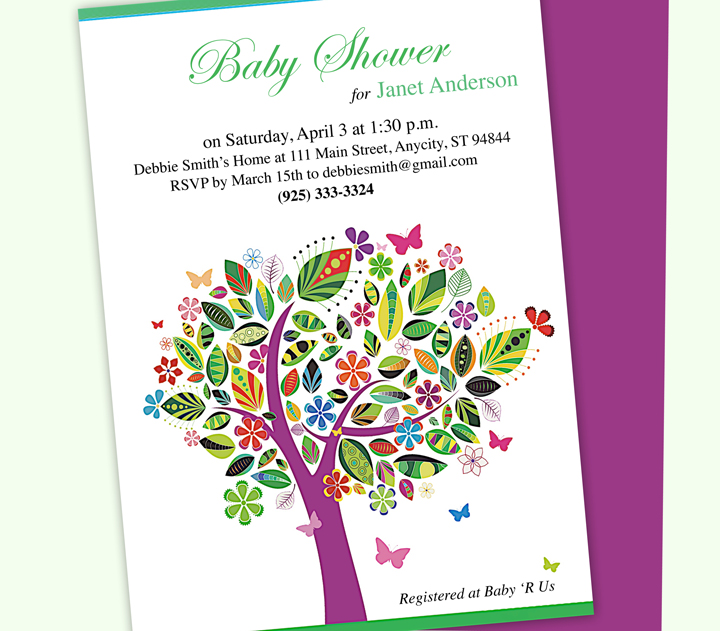 Baby Shower
for Janet Anderson
on Saturday, April 3 at 1:30 p.m.
Debbie Smith’s Home at 111 Main Street, Anycity, ST 94844
RSVP by March 15th to debbiesmith@gmail.com
(925) 333-3324
Registered at Baby ‘R Us